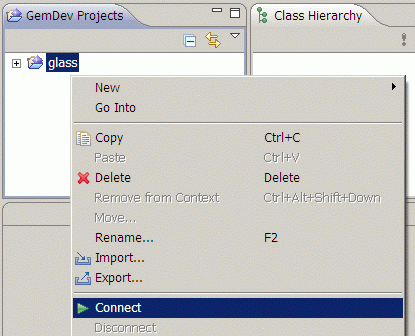 GemDev Projects
Class Hierarchy
glass
New
Go Into
Copy Ctrl+C
Paste Ctrl+V
Delete Delete
Remove from Context Ctrl+Alt+Shift+Down
Move...
Rename... F2
Import...
Export...
Connect
Disconnect